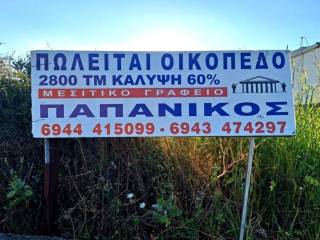 ΠΩΛΕΙΤΑΙ ΟΙΚΟΠΕΔΟ
2800 ΤΜ ΚΑΛΥΨΗ 60%
ΜΕΣΙΤΙΚΟ ΓΡΑΦΕΙΟ
ΠΑΠΑΝΙΚΟΣ
6944 415099 - 6943 474297